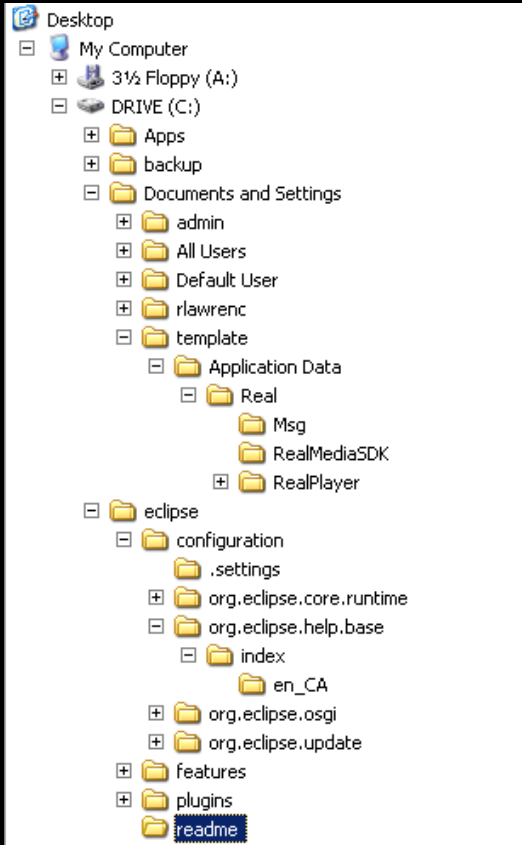 Desktop
My Computer
3½ Floppy (A:)
DRIVE (C:)
Apps
backup
Documents and Settings
admin
All Users
Default User
rlawrenc
template
Application Data
Real
Msg
RealMediaSDK
RealPlayer
eclipse
configuration
.settings
org.eclipse.core.runtime
org.eclipse.help.base
index
en_CA
org.eclipse.osgi
org.eclipse.update
features
plugins
readme